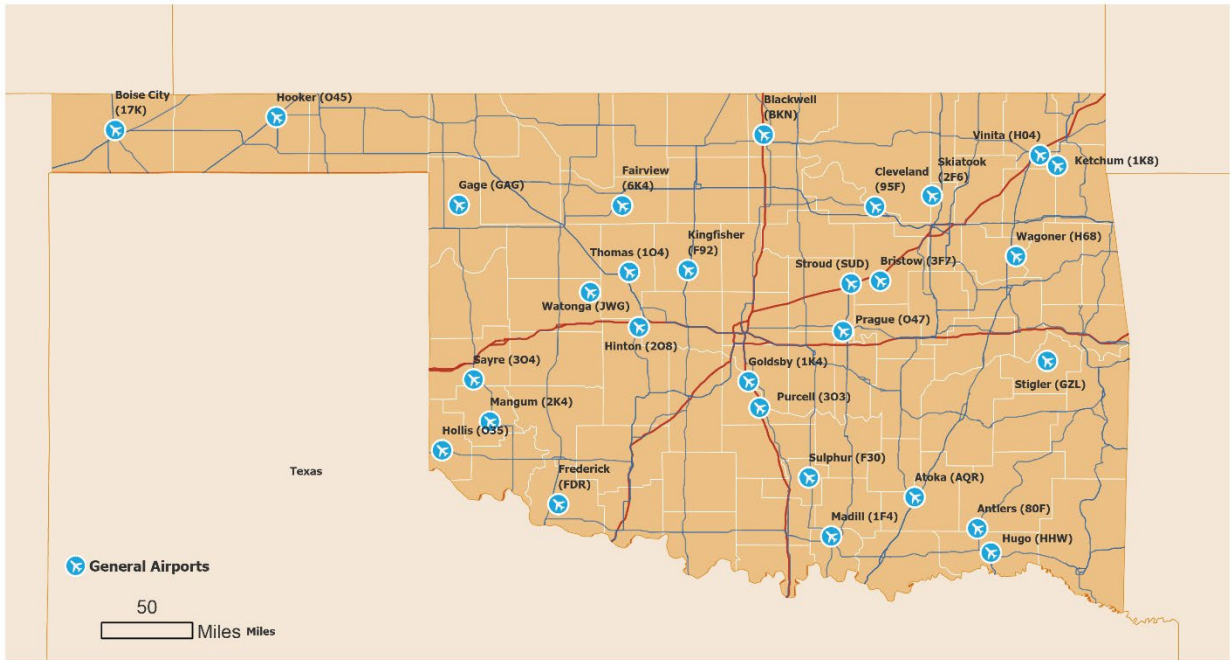 Boise City
(17K)
Hooker (O45)
Blackwell
(BKN)
Vinita (H04)
Ketchum (1K8)
Skiatook
(2F6)
Cleveland
(95F)
Fairview
(6K4)
Gage (GAG)
Kingfisher
(F92)
Wagoner (H68)
Thomas (1O4)
Stroud (SUD)
Bristow (3F7)
Watonga (JWG)
Prague (O47)
Hinton (2O8)
Sayre (3O4)
Goldsby (1K4)
Stigler (GZL)
Mangum (2K4)
Purcell (3O3)
Hollis (O35)
Texas
Frederick
(FDR)
Sulphur (F30)
Atoka (AQR)
Madill (1F4)
Antlers (80F)
Hugo (HHW)
General Airports
50
Miles Miles